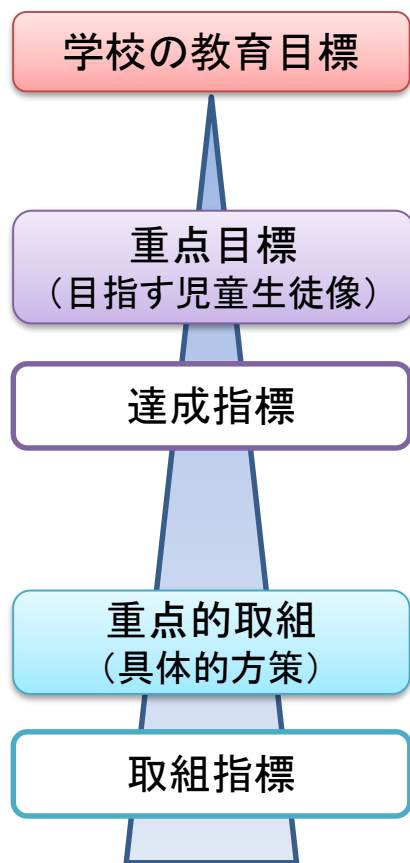 学校の教育目標
重点目標
（目指す児童生徒像）
達成指標
重点的取組
（具体的方策）
取組指標